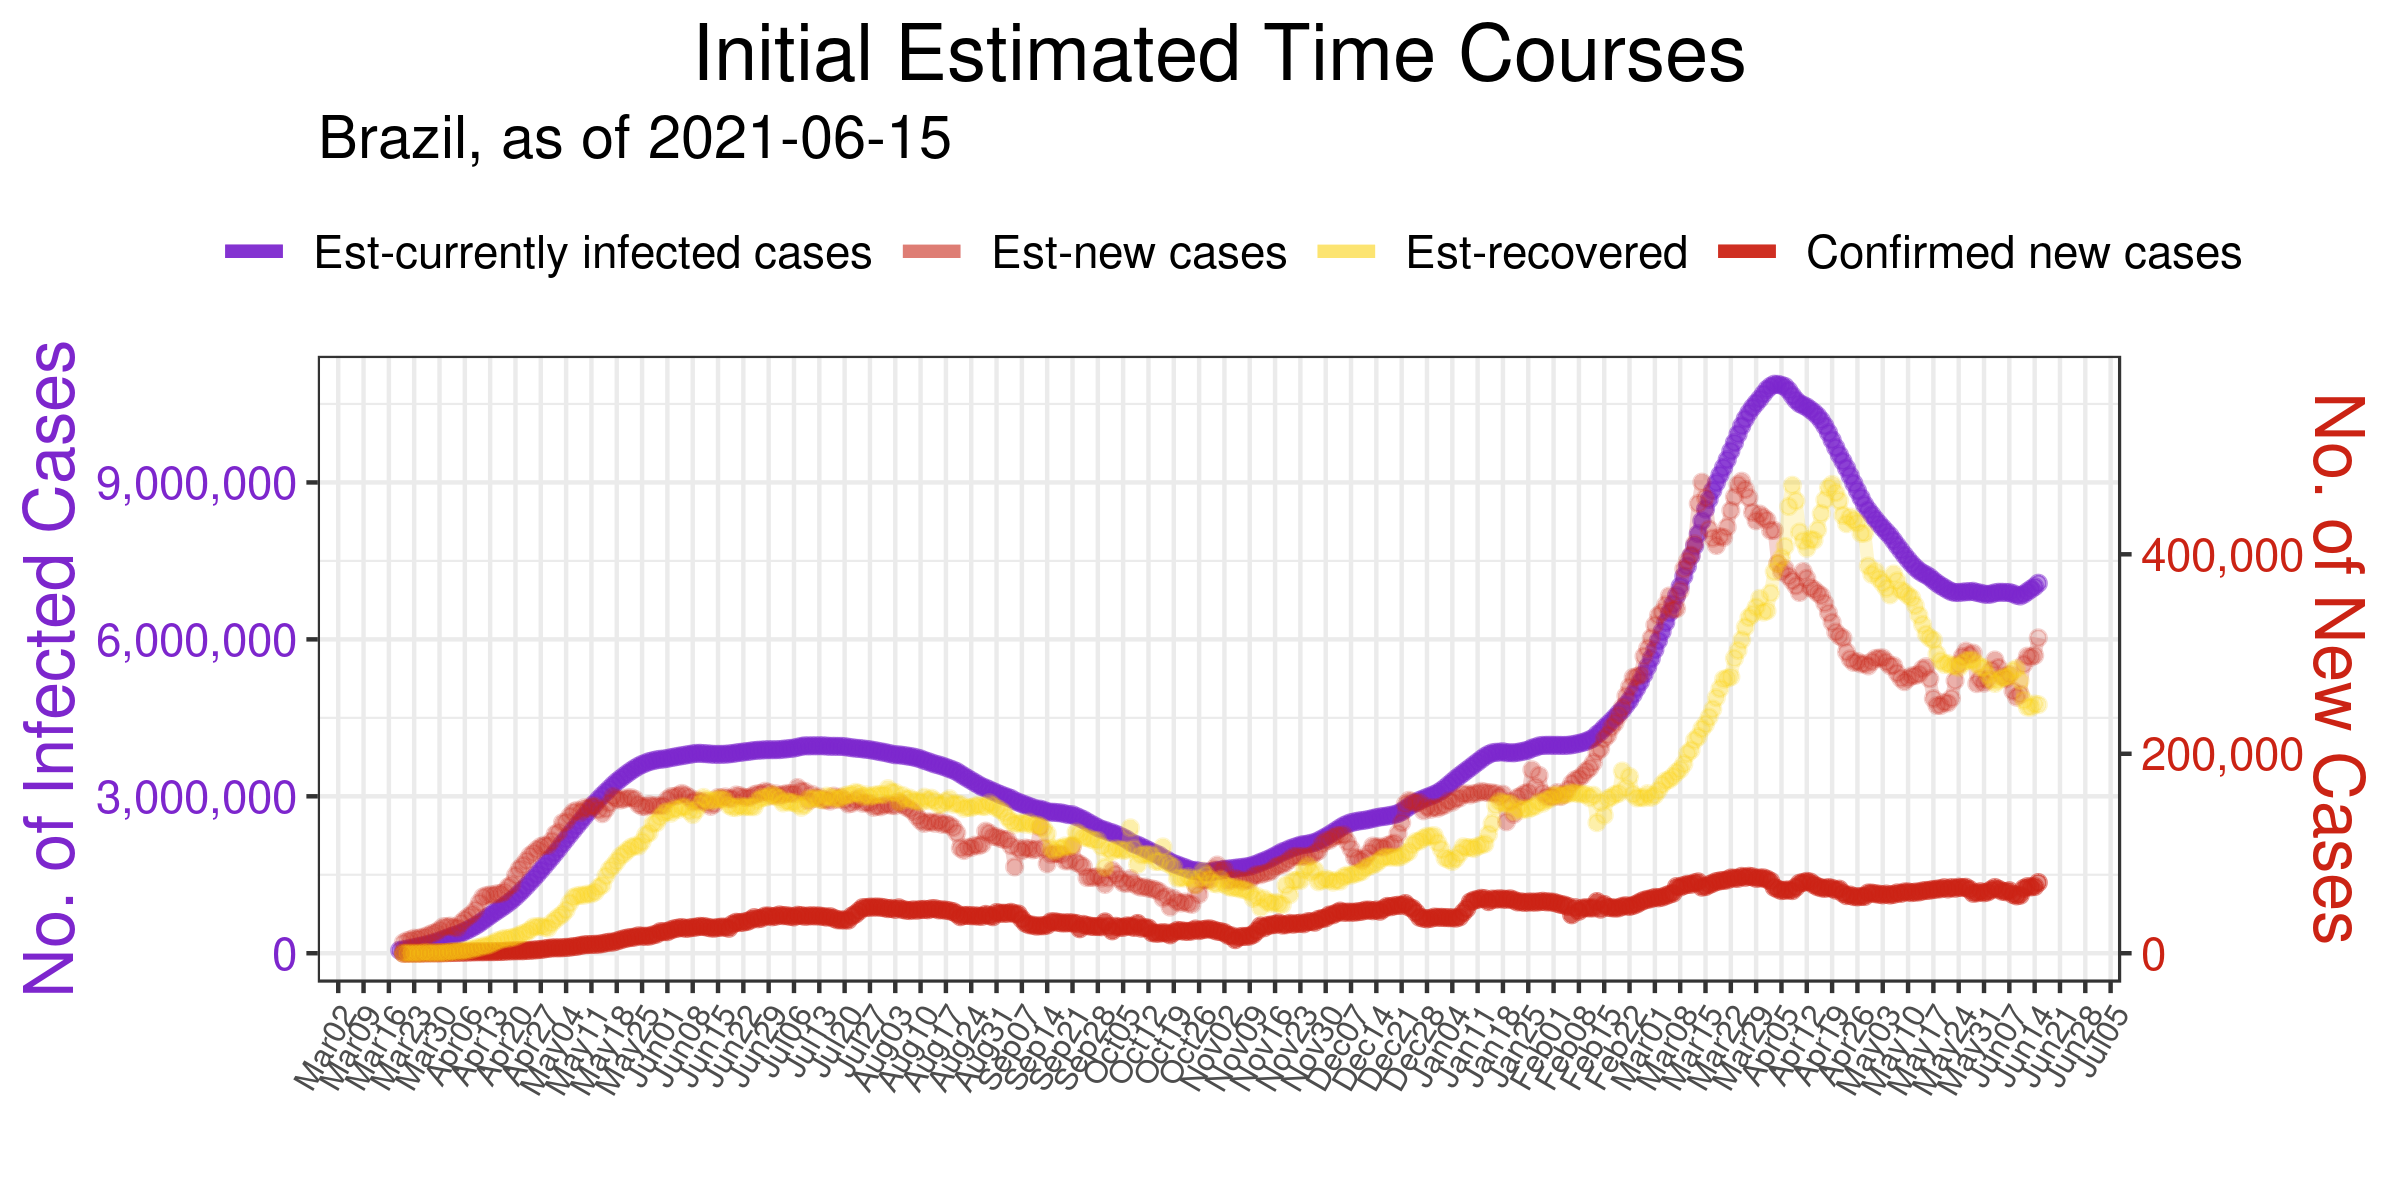 Initial Estimated Time Courses
Brazil, as of 2021-06-15
Est-currently infected cases Est-new cases Est-recovered Confirmed new cases
No. of Infected Cases
9,000,000
6,000,000
3,000,000
0
No. of New Cases
400,000
200,000
0
Mar02 Mar09 Mar16 Mar23 Mar30 Apr06 Apr13 Apr20 Apr27 May04 May11 May18 May25 Jun01 Jun08 Jun15 Jun22 Jun29 Jul06 Jul13 Jul20 Jul27 Aug03 Aug10 Aug17 Aug24 Aug31 Sep07 Sep14 Sep21 Sep28 Oct05 Oct12 Oct19 Oct26 Nov02 Nov09 Nov16 Nov23 Nov30 Dec07 Dec14 Dec21 Dec28 Jan04 Jan11 Jan18 Jan25 Feb01 Feb08 Feb15 Feb22 Mar01 Mar08 Mar15 Mar22 Mar29 Apr05 Apr12 Apr19 Apr26 May03 May10 May17 May24 May31 Jun07 Jun14 Jun21 Jun28 Jul05